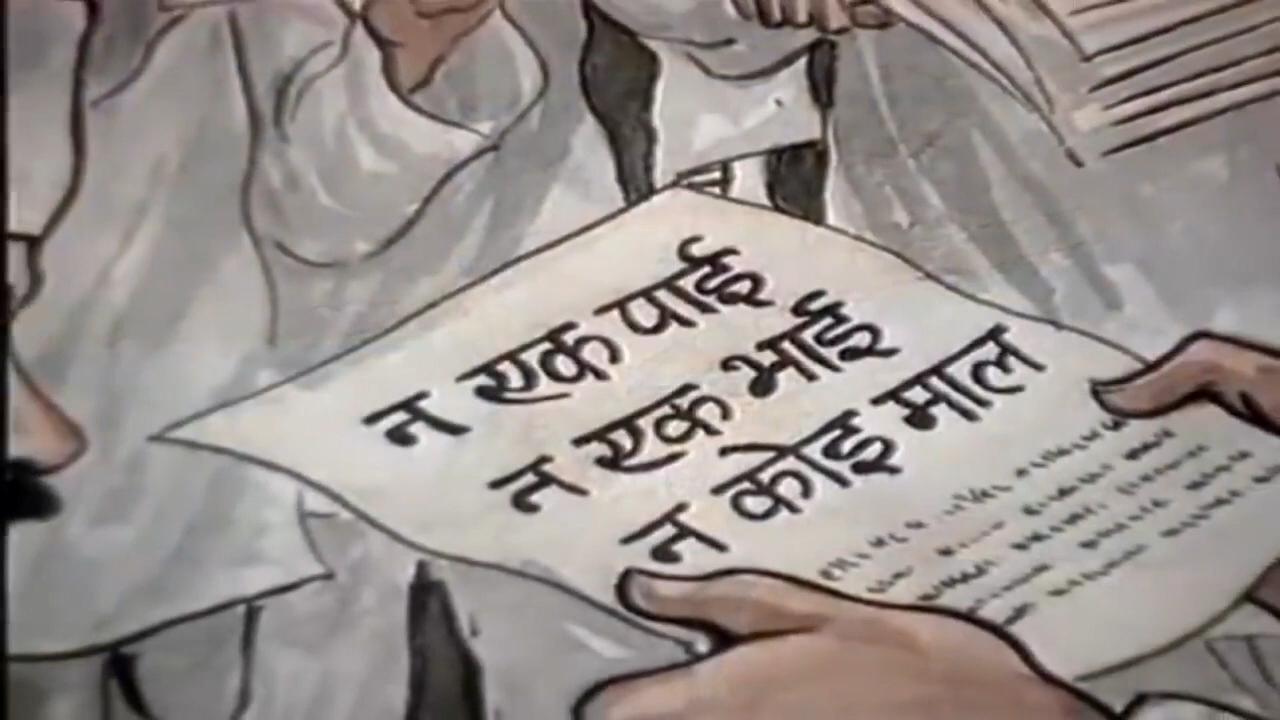 न एक पाई
न एक भाई
न कोइ माल